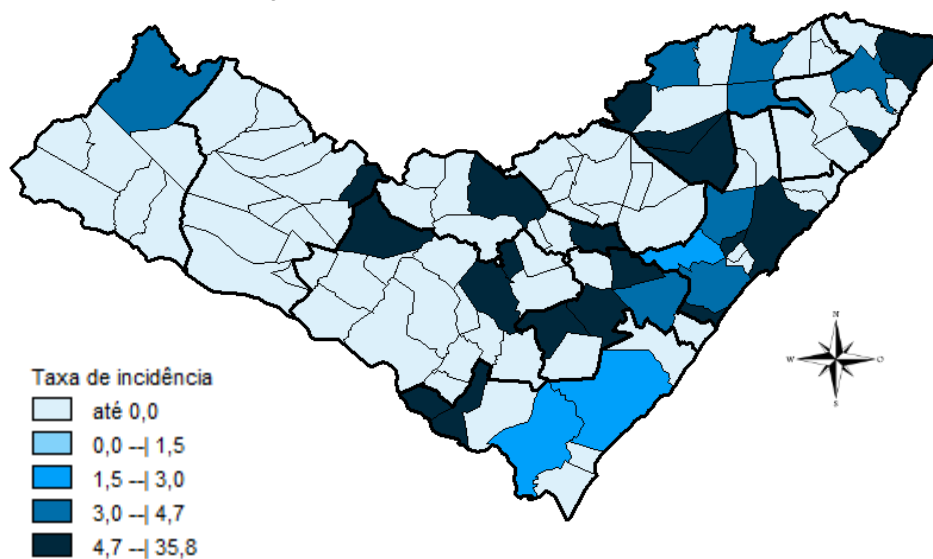 N
W
O
S
Taxa de incidência
até 0,0
0,0 --| 1,5
1,5 --| 3,0
3,0 --| 4,7
4,7 --| 35,8